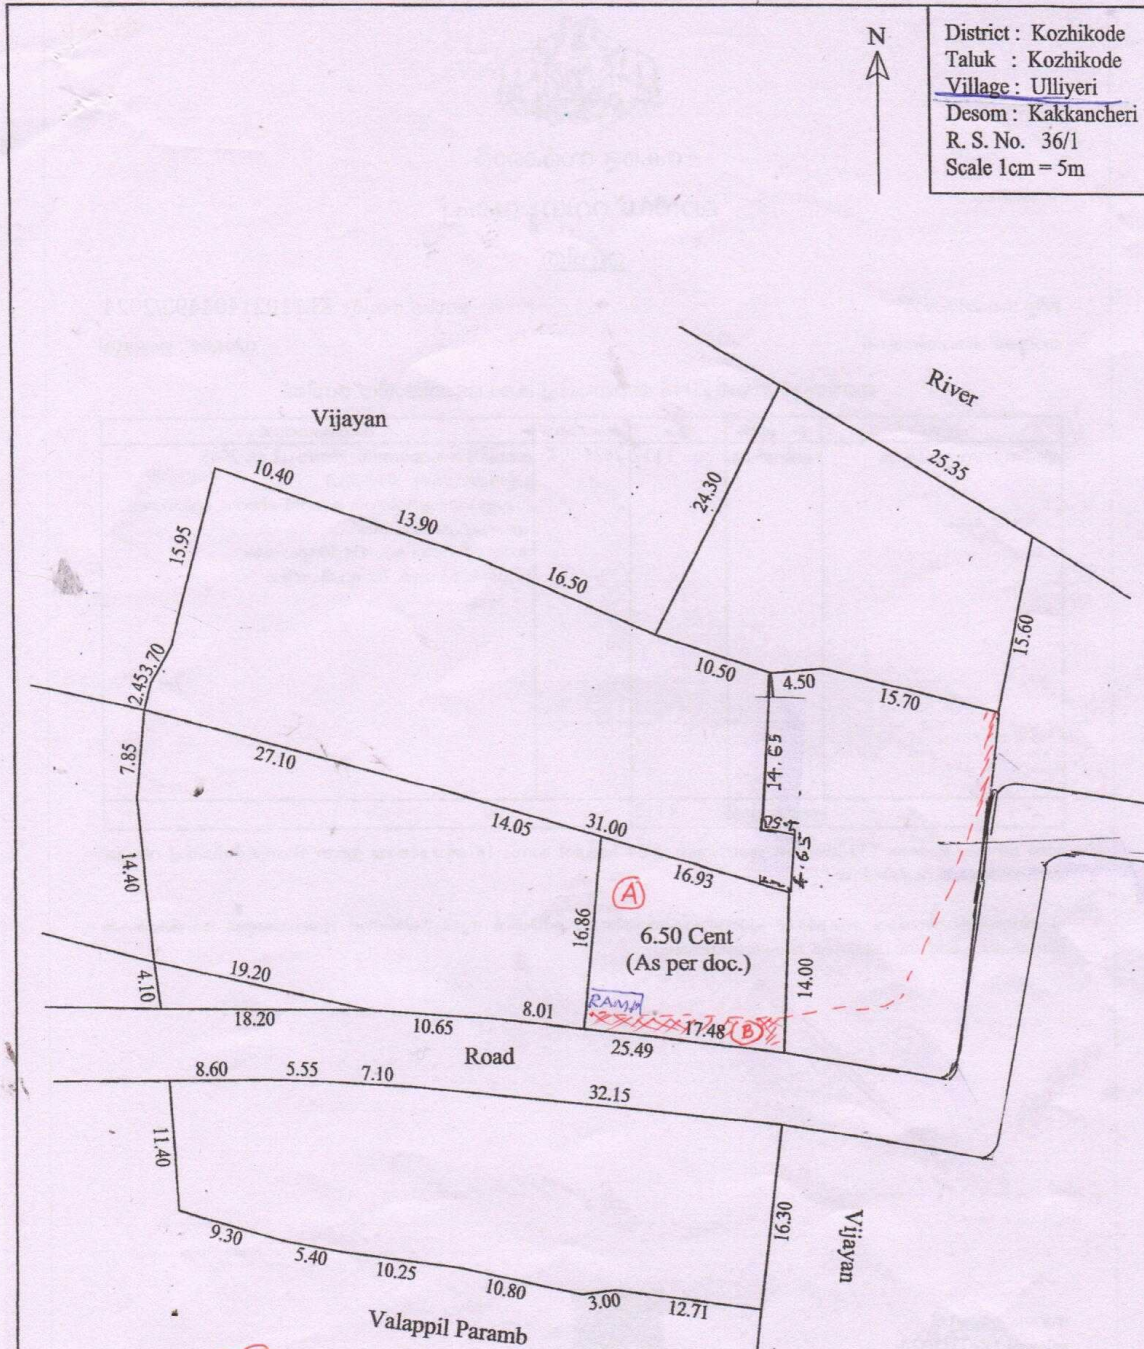 N
District : Kozhikode
Taluk : Kozhikode
Village : Ulliyeri
Desom : Kakkancheri
R. S. No. 36/1
Scale 1cm = 5m
River
Vijayan
25.35
10.40
24.30
13.90
15.95
16.50
15.60
10.50
4.50
15.70
3.70
2.45
7.85
27.10
14.65
14.05
31.00
4.65
14.40
16.93
A
16.86
6.50 Cent
(As per doc.)
14.00
19.20
4.10
RAMP
18.20
10.65
8.01
17.48
B
25.49
Road
8.60
5.55
7.10
32.15
11.40
16.30
Vijayan
9.30
5.40
10.25
10.80
3.00
12.71
Valappil Paramb